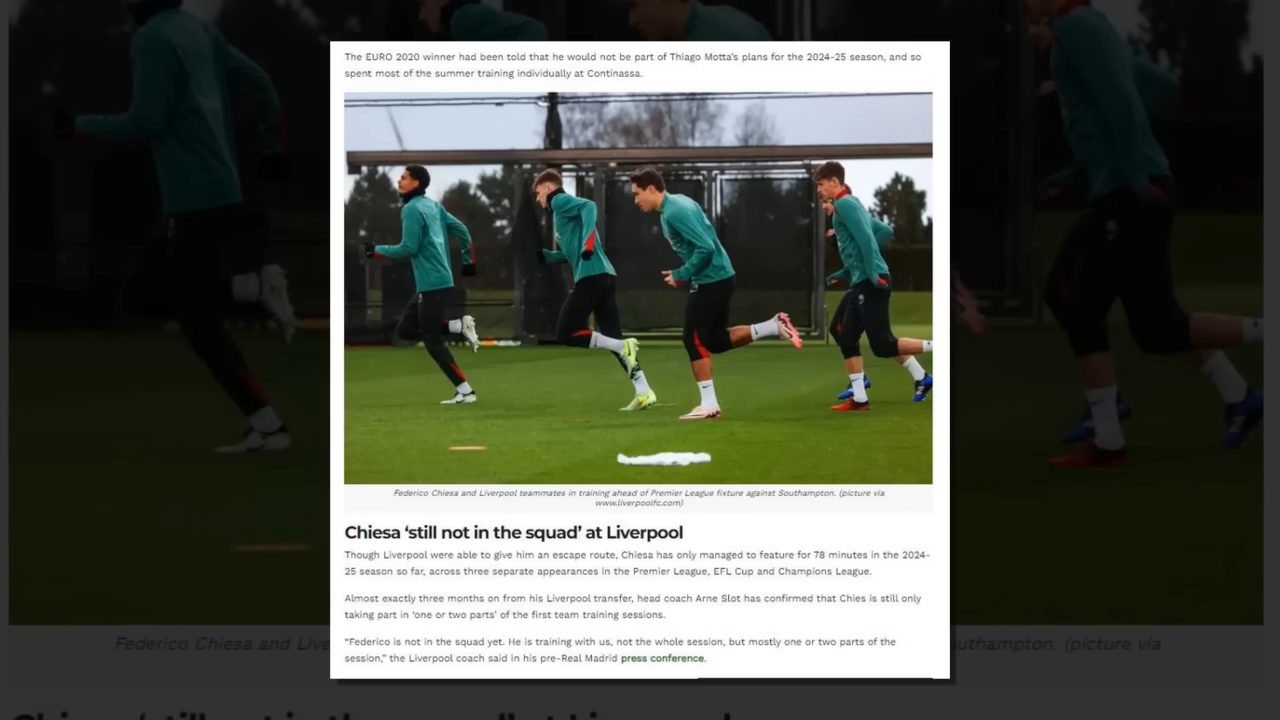 The EURO 2020 winner had been told that he would not be part of Thiago Motta's plans for the 2024-25 season, and so
spent most of the summer training individually at Continassa.
Federico Chiesa and Liverpool teammates in training ahead of Premier League fixture against Southampton. (picture via
www.liverpoolfc.com)
Chiesa 'still not in the squad' at Liverpool
Though Liverpool were able to give him an escape route, Chiesa has only managed to feature for 78 minutes in the 2024-
25 season so far, across three separate appearances in the Premier League, EFL Cup and Champions League.
Almost exactly three months on from his Liverpool transfer, head coach Arne Slot has confirmed that Chies is still only
taking part in 'one or two parts' of the first team training sessions.
"Federico is not in the squad yet. He is training with us, not the whole session, but mostly one or two parts of the
session," the Liverpool coach said in his pre-Real Madrid press conference.
Federico Chiesa and Live
uthampton. (picture via